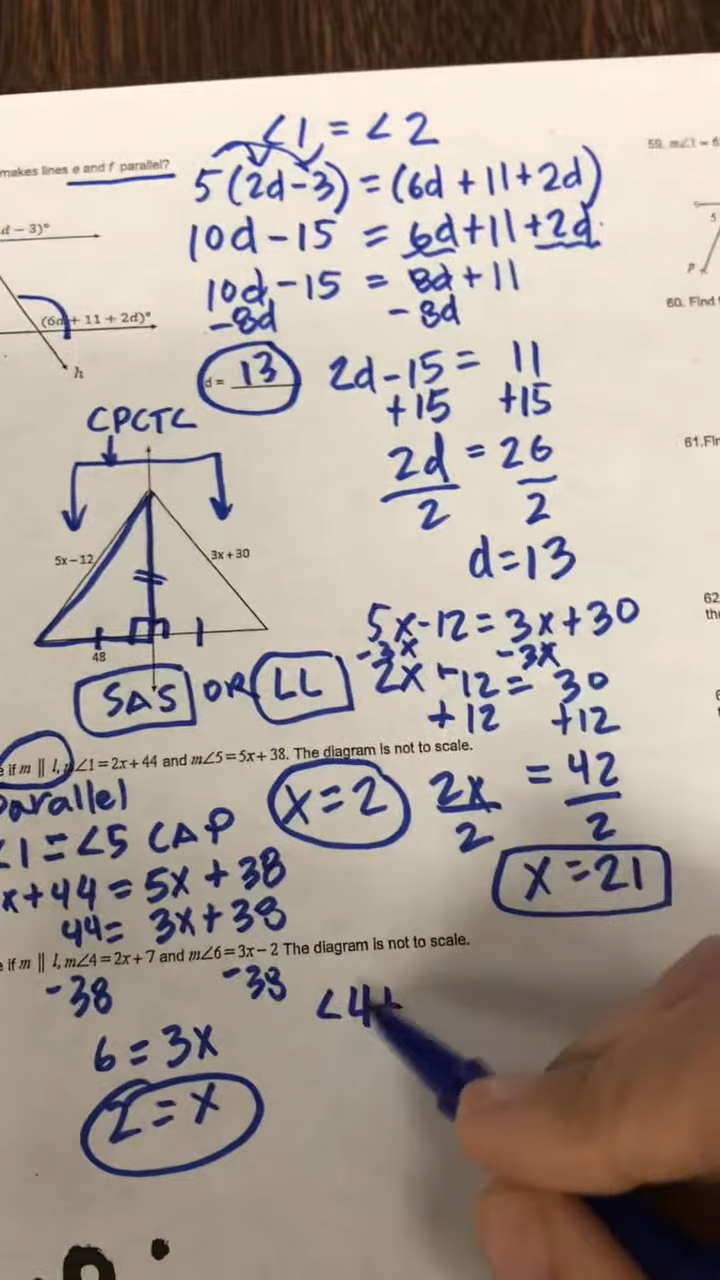 ∠1 = ∠2
makes lines e and f parallel?
5(2d-3) = (6d + 11 + 2d)
d − 3)°
10d - 15 = 6d + 11 + 2d
10d - 15 = 8d + 11
-8d -8d
(6d + 11 + 2d)°
h
d = 13
2d - 15 = 11
+15 +15
2d = 26
2 2
d = 13
CPCTC
5x − 12
3x + 30
48
SAS OR LL
5x - 12 = 3x + 30
-3x -3x
2x - 12 = 30
+12 +12
2x = 42
2 2
x = 21
if m ∥ l, m∠1 = 2x + 44 and m∠5 = 5x + 38. The diagram is not to scale.
parallel
x = 2
∠1 = ∠5 CAP
x + 44 = 5x + 38
44 = 3x + 38
if m ∥ l, m∠4 = 2x + 7 and m∠6 = 3x − 2 The diagram is not to scale.
-38 -38
6 = 3x
2 = x
∠4+
59. m∠1 = 6
P
60. Find
61. Fin
62
the